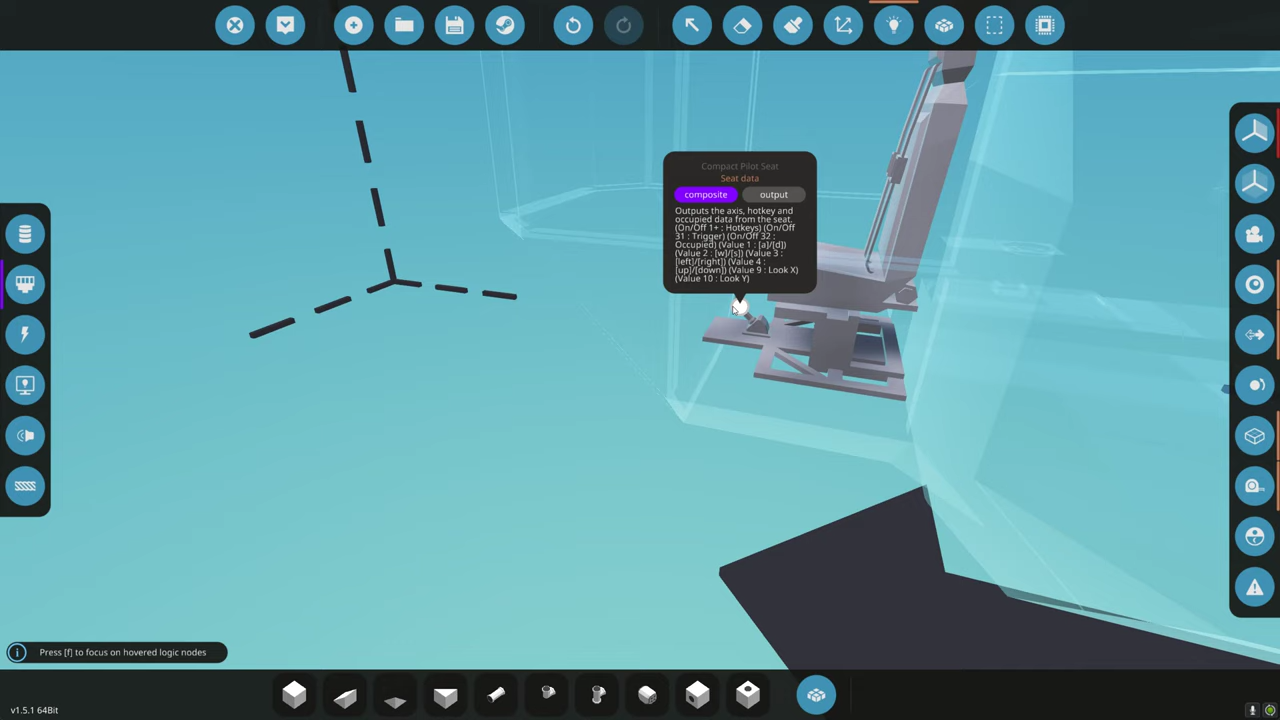 Compact Pilot Seat
Seat data
composite output
Outputs the axis, hotkey and
occupied data from the seat.
(On/Off 1+ : Hotkeys) (On/Off
31 : Trigger) (On/Off 32 :
Occupied) (Value 1 : [a]/[d])
(Value 2 : [w]/[s]) (Value 3 :
[left]/[right]) (Value 4 :
[up]/[down]) (Value 9 : Look X)
(Value 10 : Look Y)
Press [f] to focus on hovered logic nodes
v1.5.1 64Bit